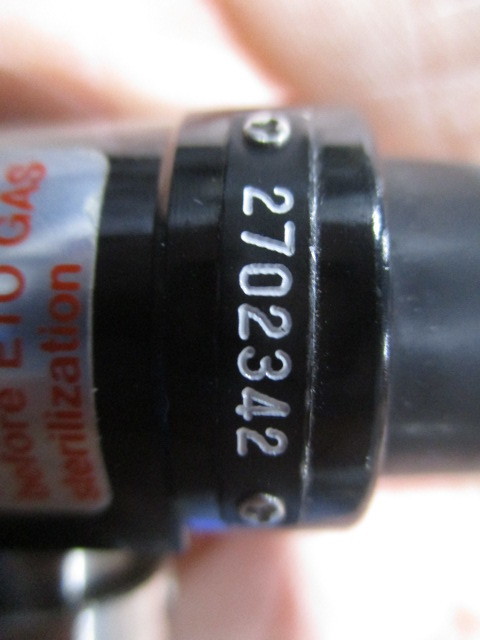 before ETO GAS
sterilization
2702342